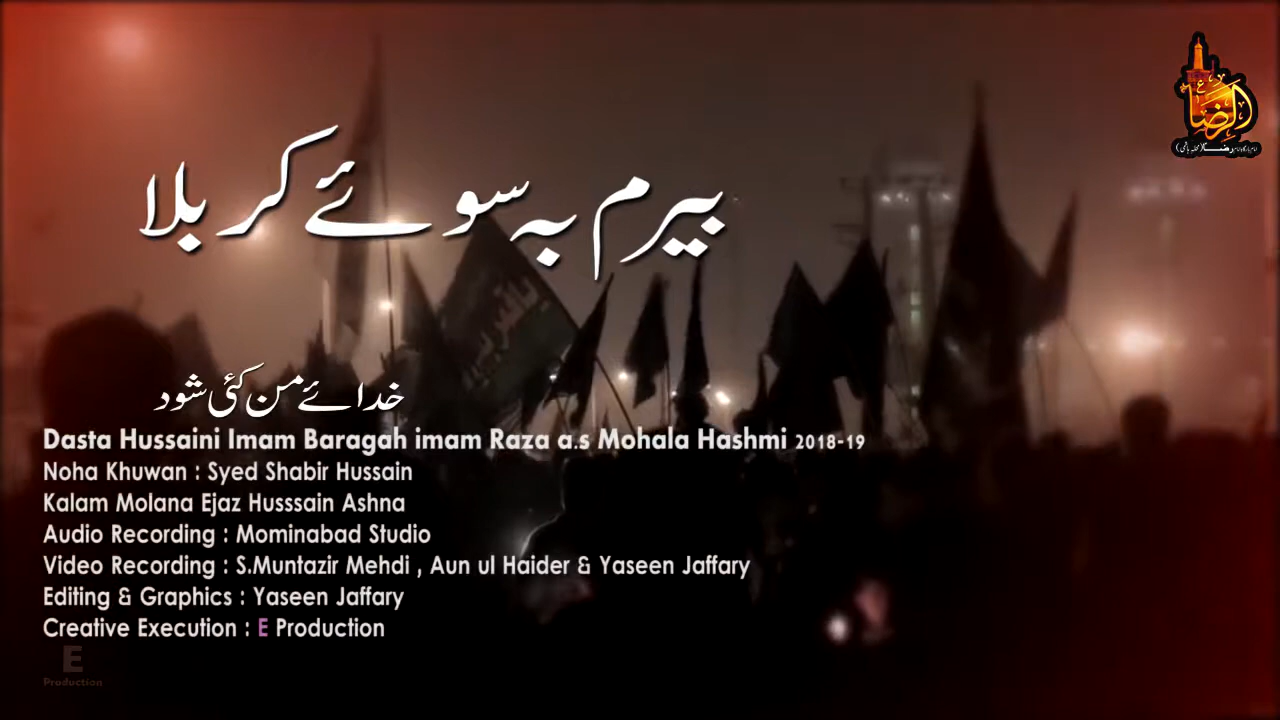 بیرم بہ سوئے کربلا
خدائے من کئی شود
Dasta Hussaini Imam Baragah imam Raza a.s Mohala Hashmi 2018-19
Noha Khuwan : Syed Shabir Hussain
Kalam Molana Ejaz Husssain Ashna
Audio Recording : Mominabad Studio
Video Recording : S.Muntazir Mehdi , Aun ul Haider & Yaseen Jaffary
Editing & Graphics : Yaseen Jaffary
Creative Execution : E Production
E
Production
الرضا